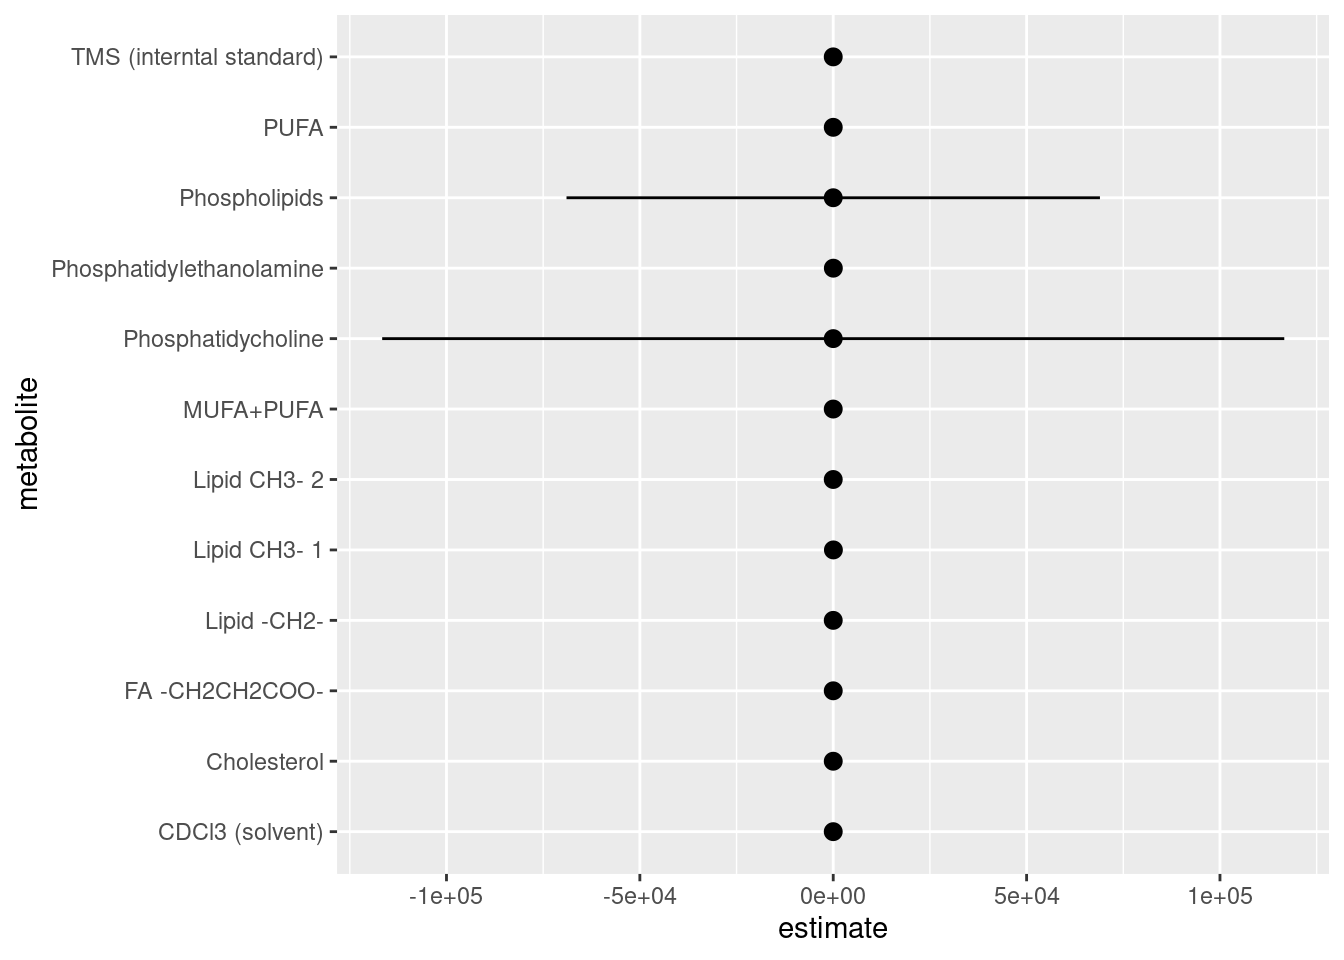 TMS (interntal standard)
PUFA
Phospholipids
Phosphatidylethanolamine
Phosphatidycholine
MUFA+PUFA
Lipid CH3- 2
Lipid CH3- 1
Lipid -CH2-
FA -CH2CH2COO-
Cholesterol
CDCl3 (solvent)
metabolite
-1e+05 -5e+04 0e+00 5e+04 1e+05
estimate